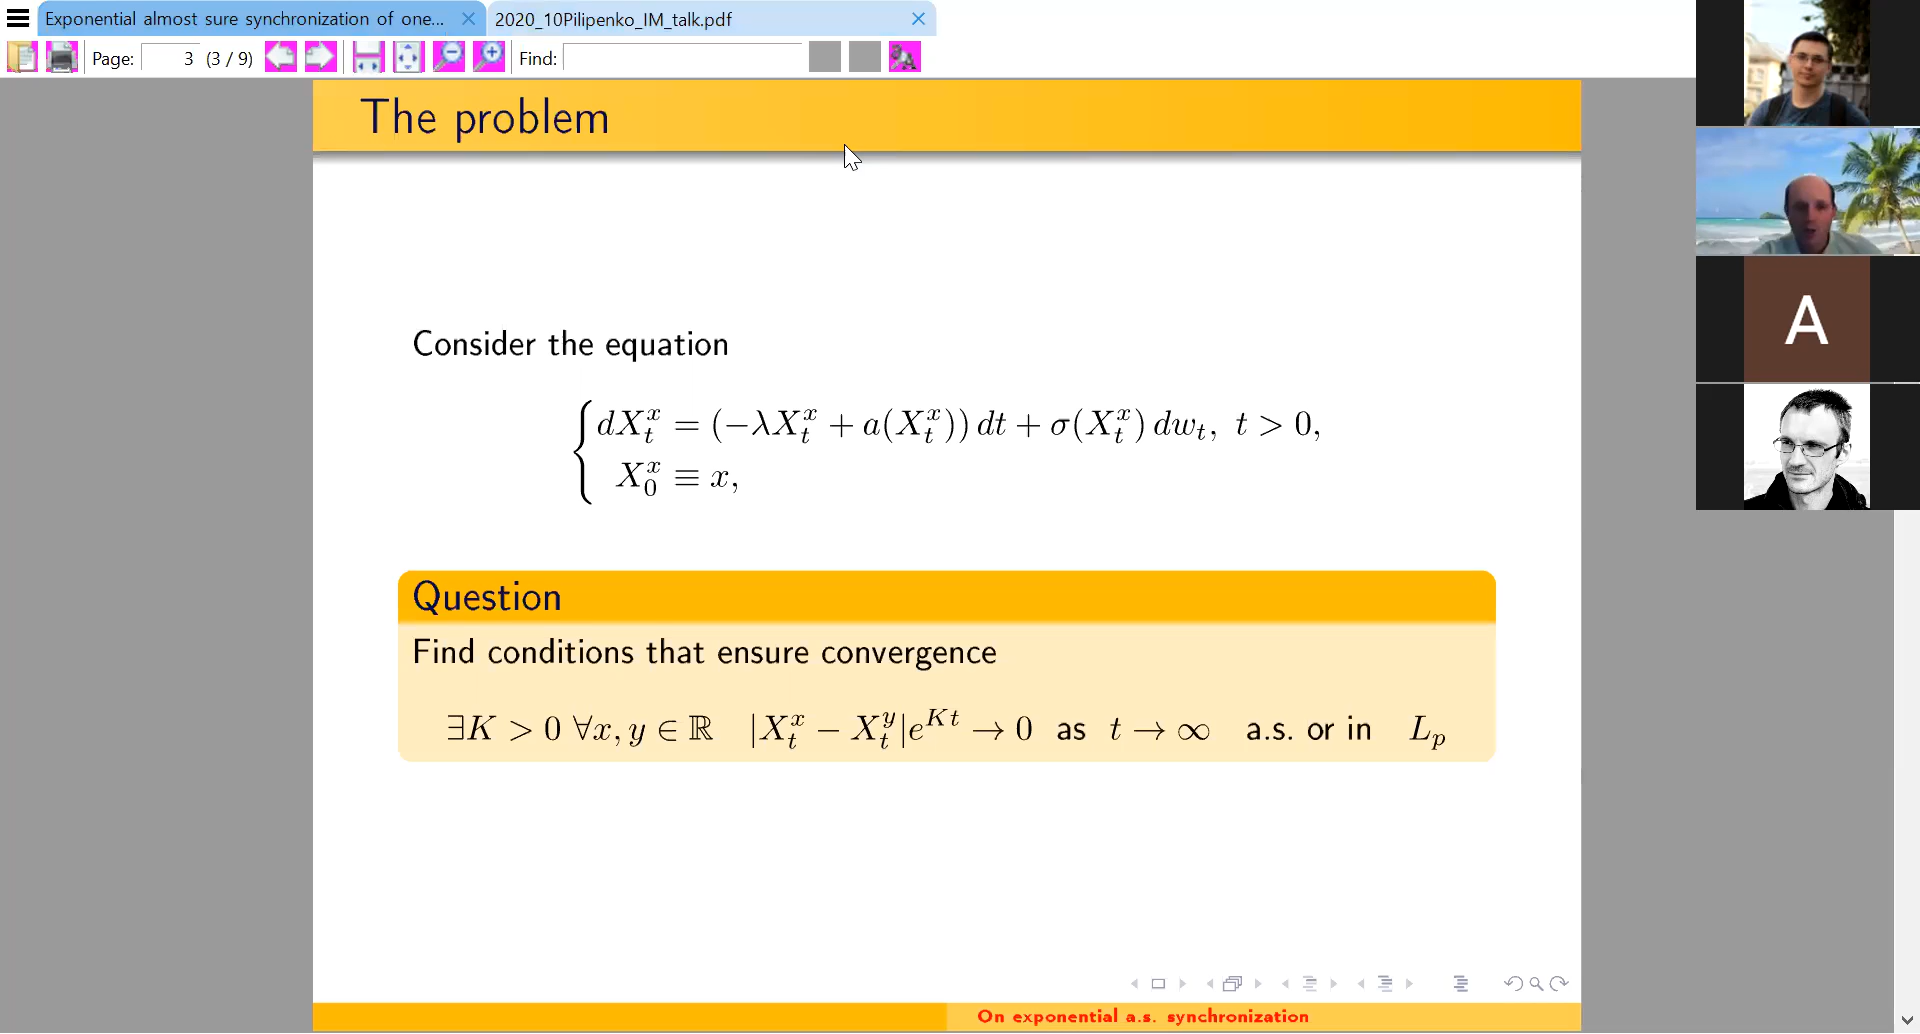 Exponential almost sure synchronization of one...
2020_10Pilipenko_IM_talk.pdf
Page: 3 (3 / 9) Find:
The problem
Consider the equation
dX_t^x = (−λX_t^x + a(X_t^x)) dt + σ(X_t^x) dw_t, t > 0,
X_0^x ≡ x,
Question
Find conditions that ensure convergence
∃K > 0 ∀x, y ∈ ℝ |X_t^x − X_t^y|e^{Kt} → 0 as t → ∞ a.s. or in L_p
On exponential a.s. synchronization
A